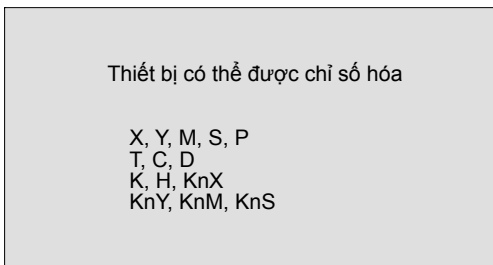 Thiết bị có thể được chỉ số hóa
X, Y, M, S, P
T, C, D
K, H, KnX
KnY, KnM, KnS